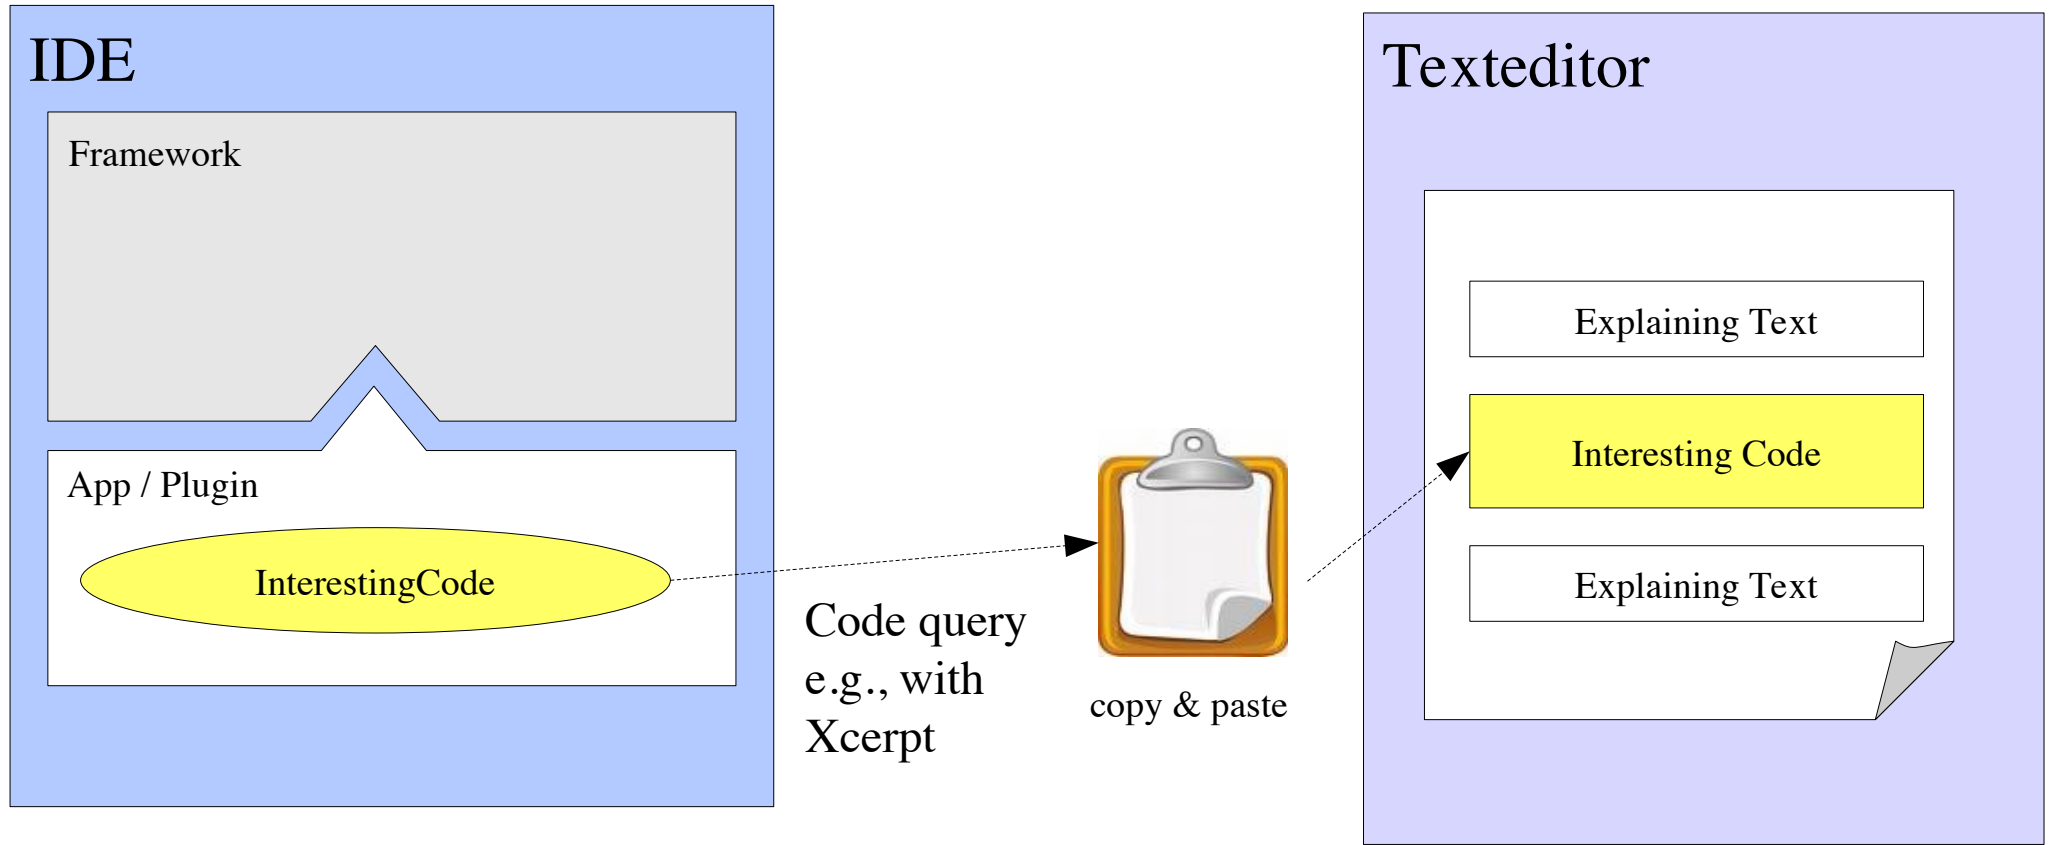 IDE
Framework
App / Plugin
InterestingCode
Code query
e.g., with
Xcerpt
copy & paste
Texteditor
Explaining Text
Interesting Code
Explaining Text